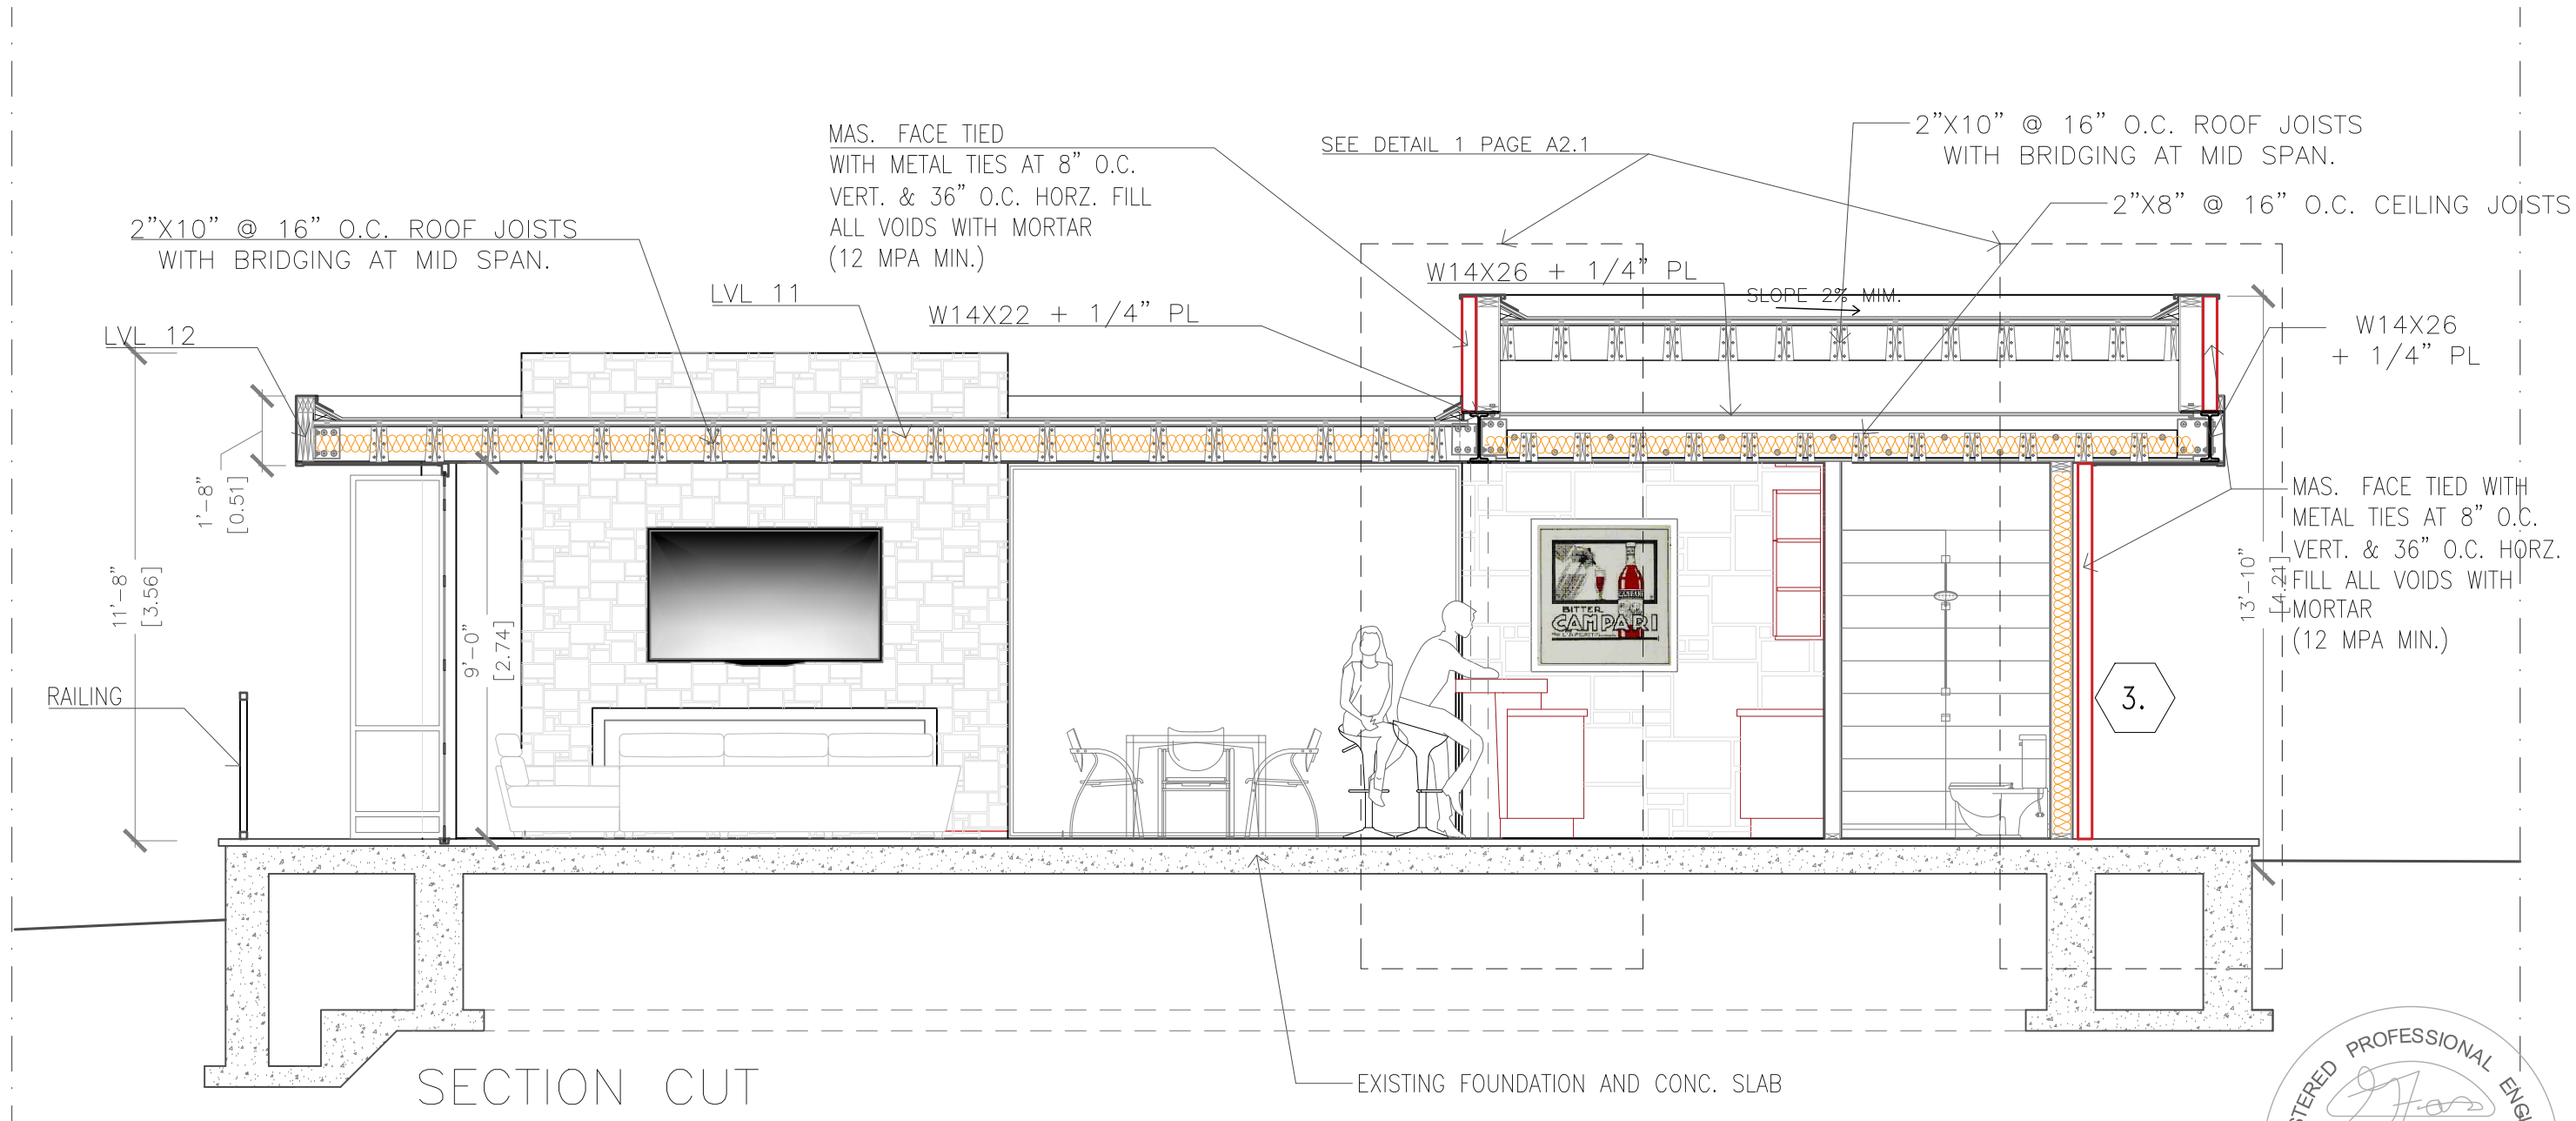 MAS. FACE TIED
WITH METAL TIES AT 8" O.C.
VERT. & 36" O.C. HORZ. FILL
ALL VOIDS WITH MORTAR
(12 MPA MIN.)
SEE DETAIL 1 PAGE A2.1
2"X10" @ 16" O.C. ROOF JOISTS
WITH BRIDGING AT MID SPAN.
2"X8" @ 16" O.C. CEILING JOISTS
2"X10" @ 16" O.C. ROOF JOISTS
WITH BRIDGING AT MID SPAN.
LVL 11
W14X22 + 1/4" PL
W14X26 + 1/4" PL
SLOPE 2% MIM.
W14X26
+ 1/4" PL
LVL 12
1'-8"
[0.51]
11'-8"
[3.56]
9'-0"
[2.74]
13'-10"
[4.21]
MAS. FACE TIED WITH
METAL TIES AT 8" O.C.
VERT. & 36" O.C. HORZ.
FILL ALL VOIDS WITH
MORTAR
(12 MPA MIN.)
BITTER
CAMPARI
RAILING
3.
SECTION CUT
EXISTING FOUNDATION AND CONC. SLAB
STERED PROFESSIONAL ENGI